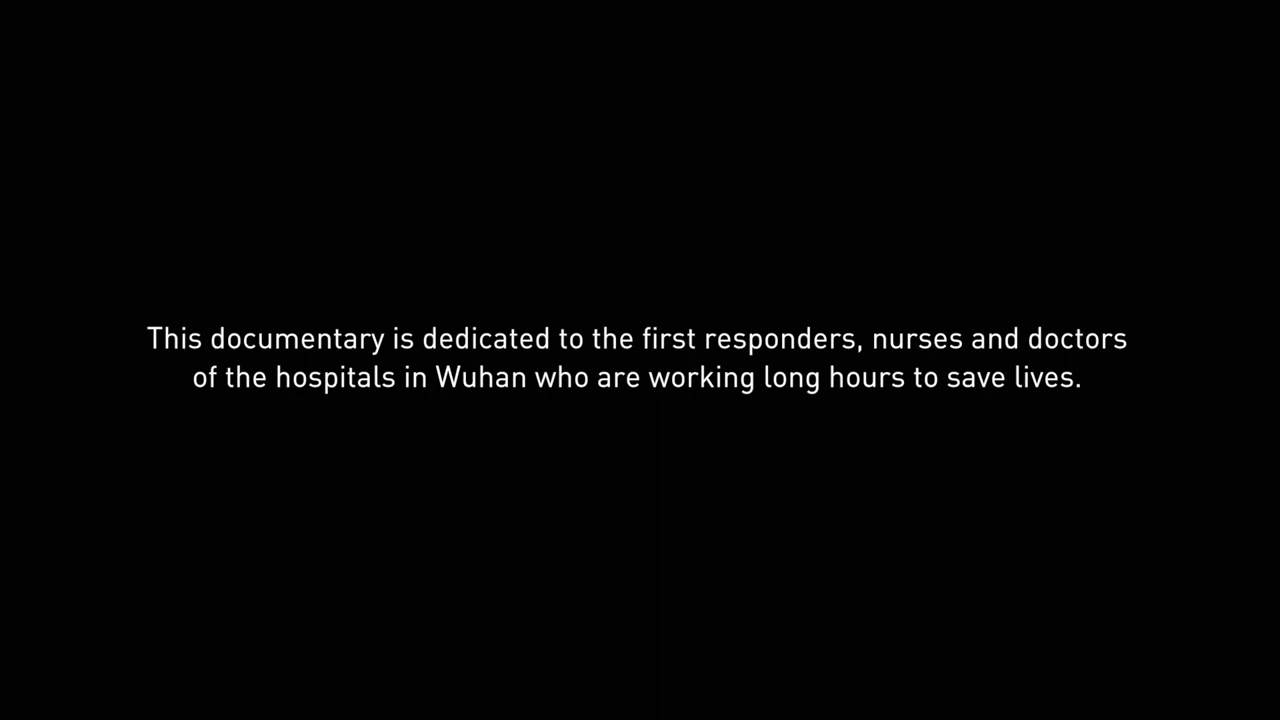 This documentary is dedicated to the first responders, nurses and doctors
of the hospitals in Wuhan who are working long hours to save lives.